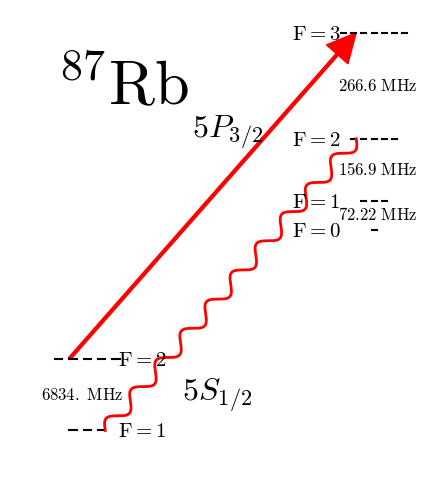 F = 3
⁸⁷Rb
266.6 MHz
5P₃/₂
F = 2
156.9 MHz
F = 1
72.22 MHz
F = 0
F = 2
6834. MHz
5S₁/₂
F = 1